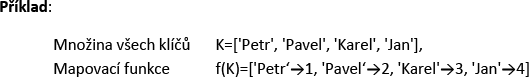 Příklad:
Množina všech klíčů K=['Petr', 'Pavel', 'Karel', 'Jan'],
Mapovací funkce f(K)=['Petr‘→1, 'Pavel‘→2, 'Karel'→3, 'Jan'→4]